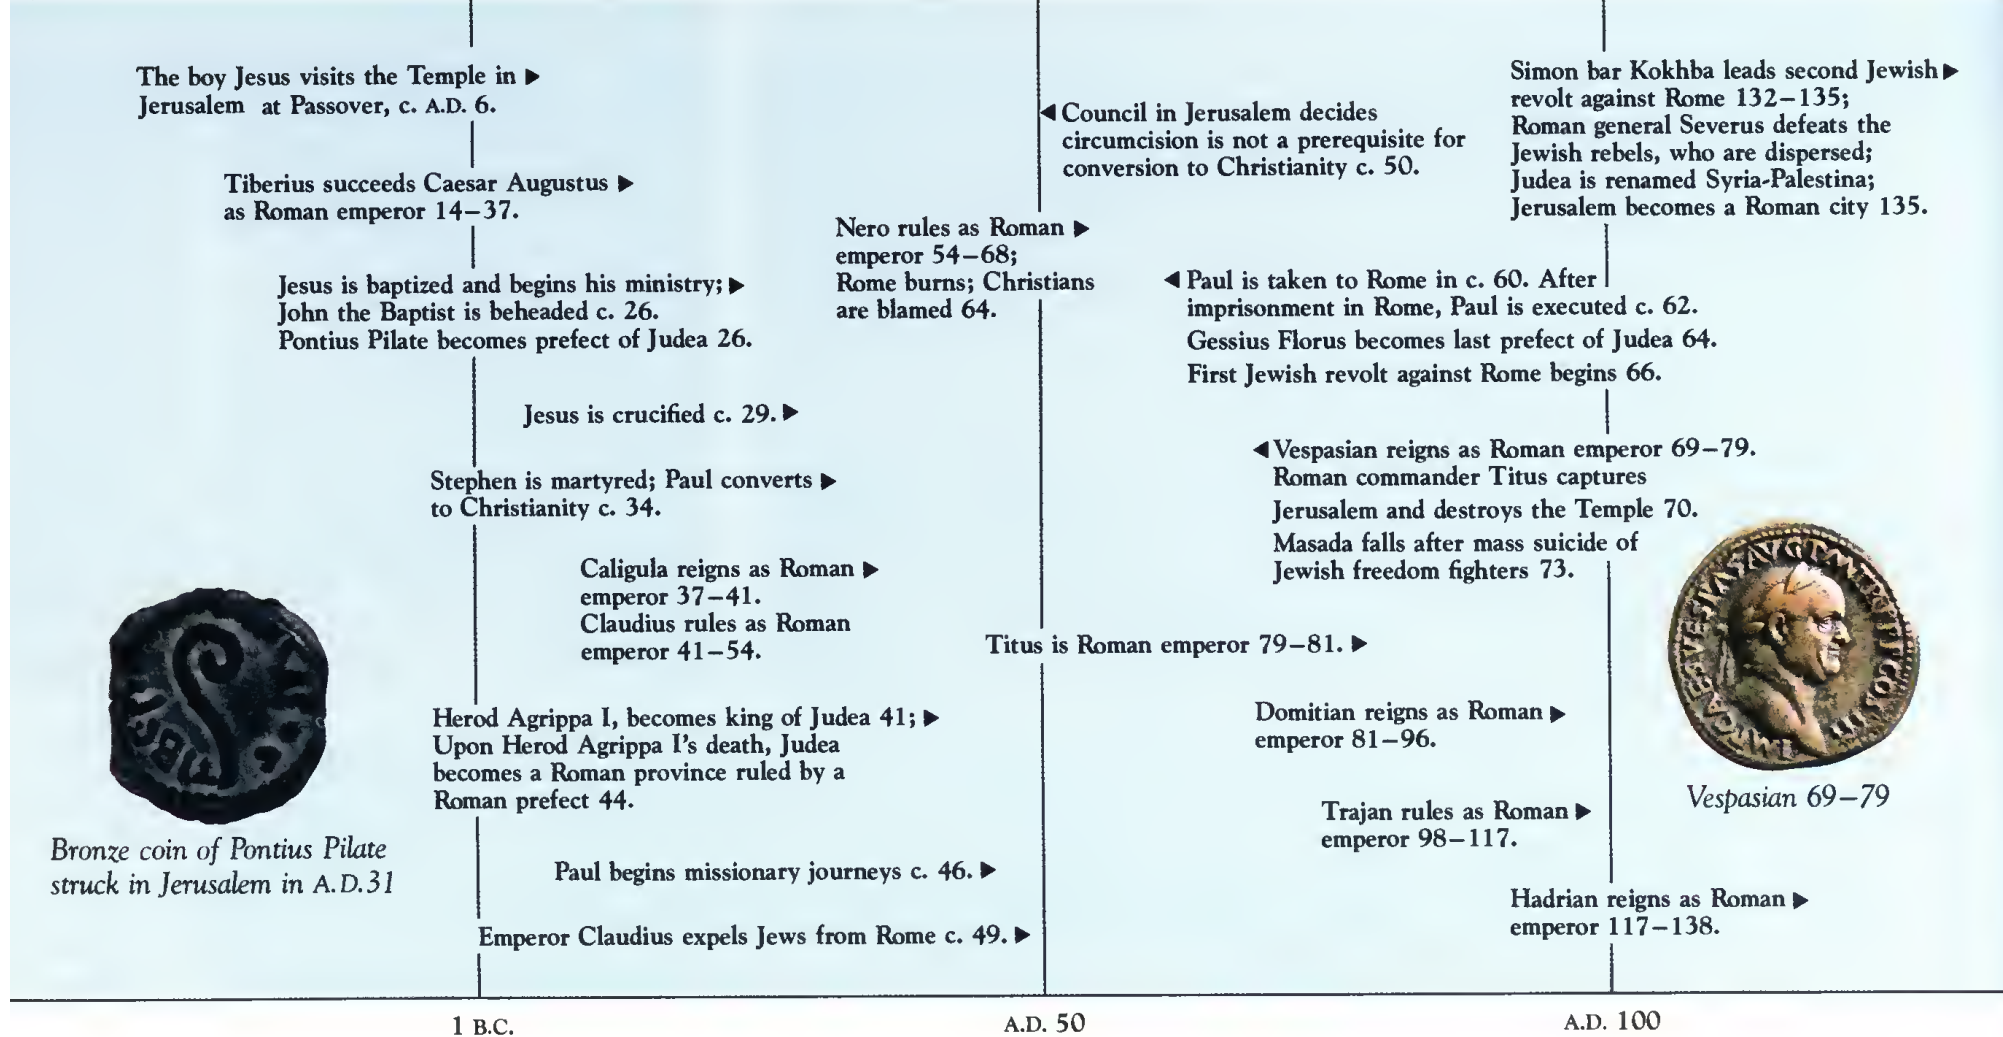 The boy Jesus visits the Temple in
Jerusalem at Passover, c. A.D. 6.
Tiberius succeeds Caesar Augustus
as Roman emperor 14–37.
Jesus is baptized and begins his ministry;
John the Baptist is beheaded c. 26.
Pontius Pilate becomes prefect of Judea 26.
Jesus is crucified c. 29.
Stephen is martyred; Paul converts
to Christianity c. 34.
Caligula reigns as Roman
emperor 37–41.
Claudius rules as Roman
emperor 41–54.
Herod Agrippa I, becomes king of Judea 41;
Upon Herod Agrippa I's death, Judea
becomes a Roman province ruled by a
Roman prefect 44.
Paul begins missionary journeys c. 46.
Emperor Claudius expels Jews from Rome c. 49.
Bronze coin of Pontius Pilate
struck in Jerusalem in A.D.31
Council in Jerusalem decides
circumcision is not a prerequisite for
conversion to Christianity c. 50.
Nero rules as Roman
emperor 54–68;
Rome burns; Christians
are blamed 64.
Paul is taken to Rome in c. 60. After
imprisonment in Rome, Paul is executed c. 62.
Gessius Florus becomes last prefect of Judea 64.
First Jewish revolt against Rome begins 66.
Vespasian reigns as Roman emperor 69–79.
Roman commander Titus captures
Jerusalem and destroys the Temple 70.
Masada falls after mass suicide of
Jewish freedom fighters 73.
Titus is Roman emperor 79–81.
Domitian reigns as Roman
emperor 81–96.
Trajan rules as Roman
emperor 98–117.
Hadrian reigns as Roman
emperor 117–138.
Simon bar Kokhba leads second Jewish
revolt against Rome 132–135;
Roman general Severus defeats the
Jewish rebels, who are dispersed;
Judea is renamed Syria-Palestina;
Jerusalem becomes a Roman city 135.
Vespasian 69–79
1 B.C.
A.D. 50
A.D. 100